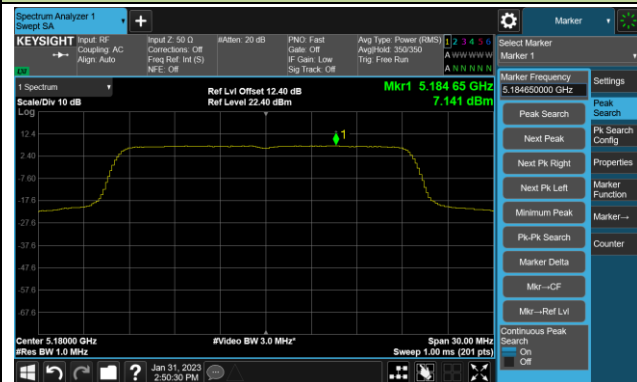 Spectrum Analyzer 1
Swept SA
Marker
KEYSIGHT
Input: RF
Coupling: AC
Align: Auto
Input Z: 50 Ω
Corrections: Off
Freq Ref: Int (S)
NFE: Off
#Atten: 20 dB
PNO: Fast
Gate: Off
IF Gain: Low
Sig Track: Off
Avg Type: Power (RMS)
Avg|Hold: 350/350
Trig: Free Run
1 2 3 4 5 6
A W W W W W
A N N N N N
LXI
Select Marker
Marker 1
1 Spectrum
Scale/Div 10 dB
Log
Ref Lvl Offset 12.40 dB
Ref Level 22.40 dBm
Mkr1 5.184 65 GHz
7.141 dBm
1
12.4
2.40
-7.60
-17.6
-27.6
-37.6
-47.6
-57.6
-67.6
Center 5.18000 GHz
#Res BW 1.0 MHz
#Video BW 3.0 MHz*
Span 30.00 MHz
Sweep 1.00 ms (201 pts)
Marker Frequency
5.184650000 GHz
Peak Search
Next Peak
Next Pk Right
Next Pk Left
Minimum Peak
Pk-Pk Search
Marker Delta
Mkr→CF
Mkr→Ref Lvl
Continuous Peak
Search
On
Off
Settings
Peak
Search
Pk Search
Config
Properties
Marker
Function
Marker→
Counter
Jan 31, 2023
2:50:30 PM